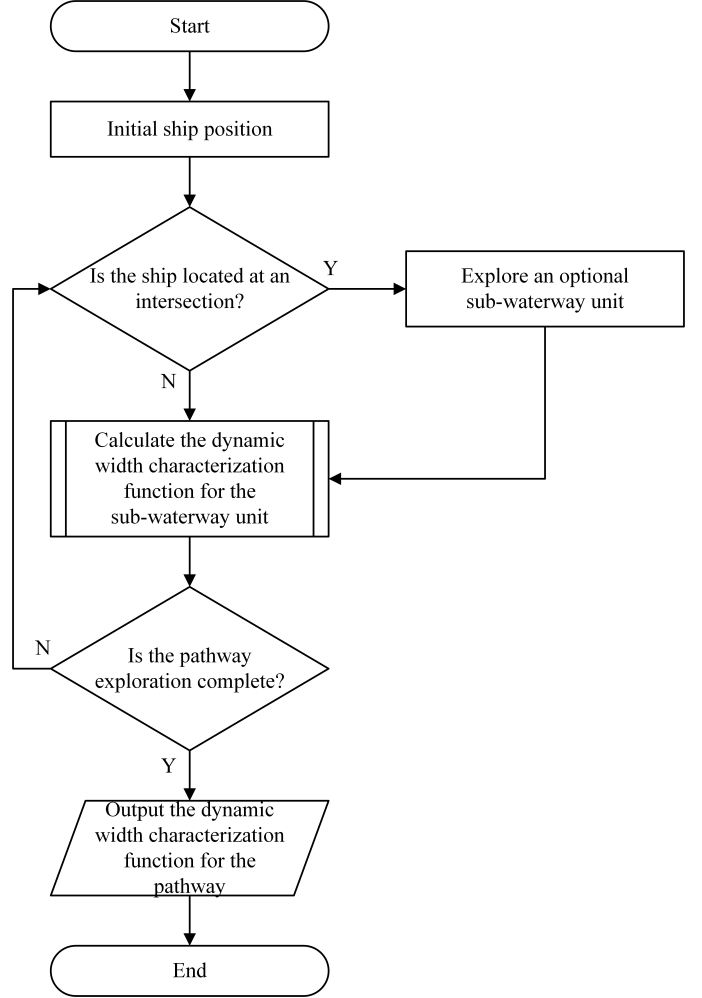 Start
Initial ship position
Is the ship located at an
intersection?
Y
Explore an optional
sub-waterway unit
N
Calculate the dynamic
width characterization
function for the
sub-waterway unit
N
Is the pathway
exploration complete?
Y
Output the dynamic
width characterization
function for the
pathway
End